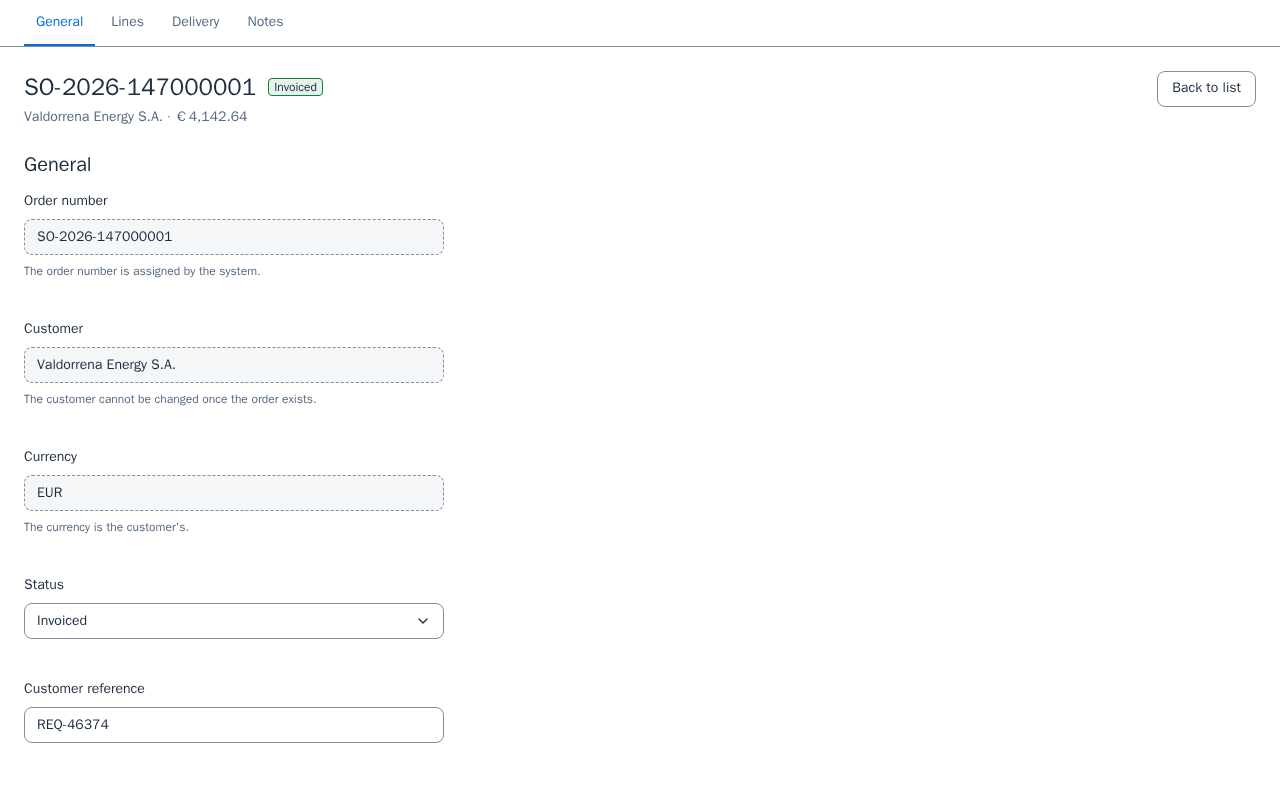 General Lines Delivery Notes
SO-2026-147000001 Invoiced
Back to list
Valdorrena Energy S.A. · € 4,142.64
General
Order number
SO-2026-147000001
The order number is assigned by the system.
Customer
Valdorrena Energy S.A.
The customer cannot be changed once the order exists.
Currency
EUR
The currency is the customer's.
Status
Invoiced
Customer reference
REQ-46374